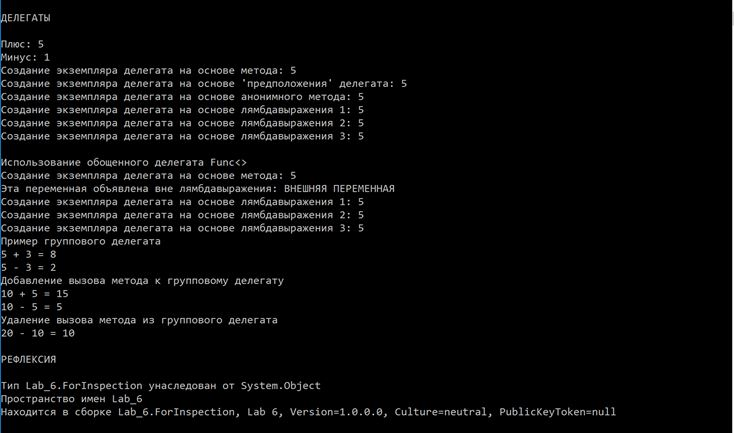 ДЕЛЕГАТЫ
Плюс: 5
Минус: 1
Создание экземпляра делегата на основе метода: 5
Создание экземпляра делегата на основе 'предположения' делегата: 5
Создание экземпляра делегата на основе анонимного метода: 5
Создание экземпляра делегата на основе лямбдавыражения 1: 5
Создание экземпляра делегата на основе лямбдавыражения 2: 5
Создание экземпляра делегата на основе лямбдавыражения 3: 5
Использование обощенного делегата Func<>
Создание экземпляра делегата на основе метода: 5
Эта переменная объявлена вне лямбдавыражения: ВНЕШНЯЯ ПЕРЕМЕННАЯ
Создание экземпляра делегата на основе лямбдавыражения 1: 5
Создание экземпляра делегата на основе лямбдавыражения 2: 5
Создание экземпляра делегата на основе лямбдавыражения 3: 5
Пример группового делегата
5 + 3 = 8
5 - 3 = 2
Добавление вызова метода к групповому делегату
10 + 5 = 15
10 - 5 = 5
Удаление вызова метода из группового делегата
20 - 10 = 10
РЕФЛЕКСИЯ
Тип Lab_6.ForInspection унаследован от System.Object
Пространство имен Lab_6
Находится в сборке Lab_6.ForInspection, Lab 6, Version=1.0.0.0, Culture=neutral, PublicKeyToken=null